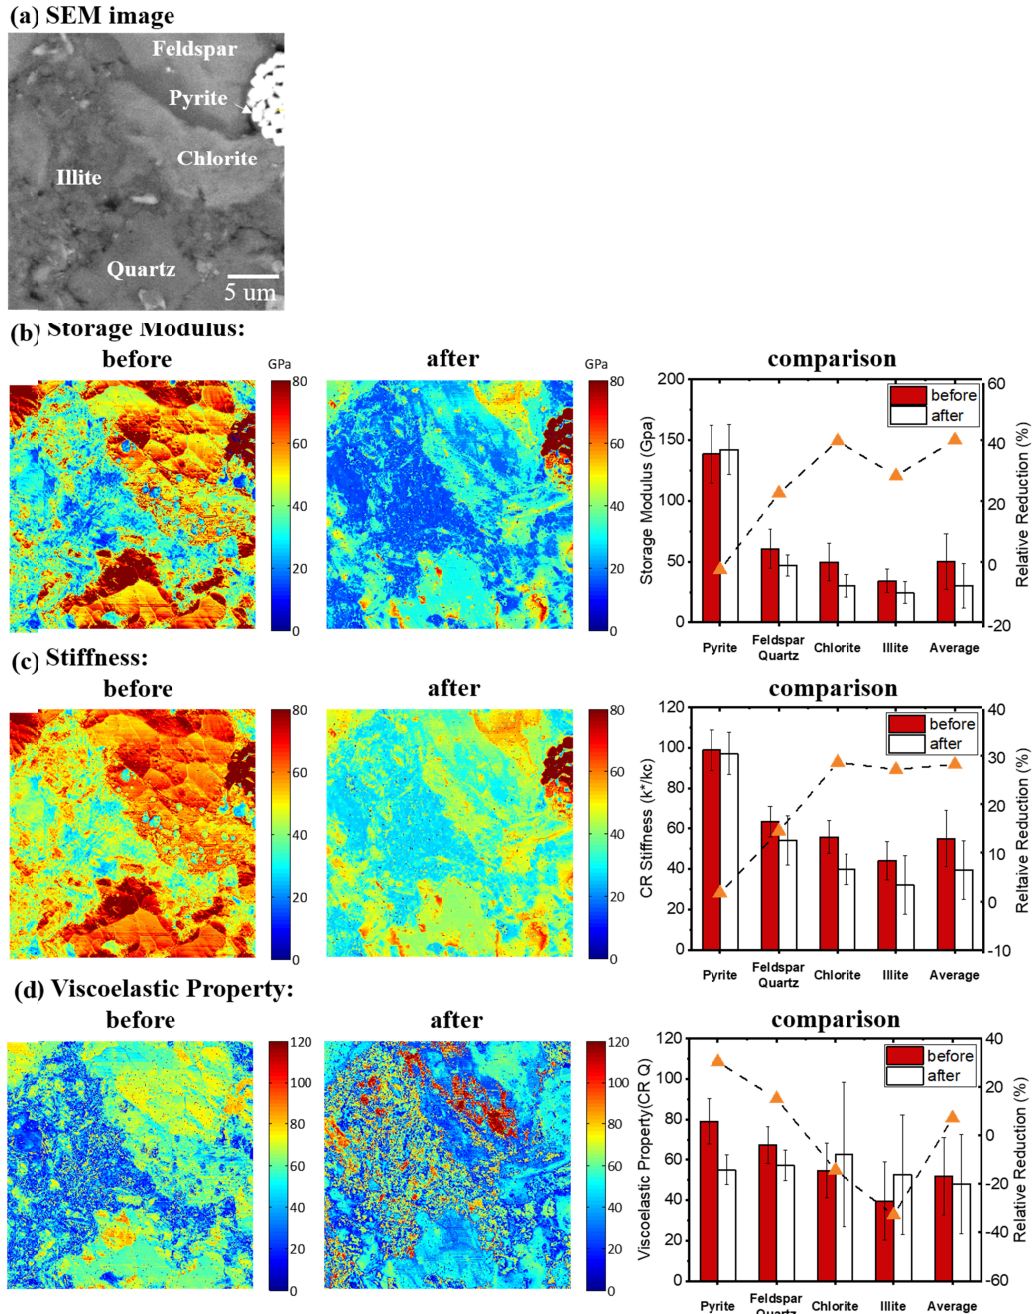 (a) SEM image
Feldspar
Pyrite
Chlorite
Illite
Quartz
5 um
(b) Storage Modulus:
before
after
comparison
GPa
80
60
40
20
0
GPa
80
60
40
20
0
200
150
100
50
0
Storage Modulus (Gpa)
before
after
60
40
20
0
-20
Relative Reduction (%)
Pyrite
Feldspar
Quartz
Chlorite
Illite
Average
(c) Stiffness:
before
after
comparison
80
60
40
20
0
80
60
40
20
0
120
100
80
60
40
20
0
CR Stiffness (k*/kc)
before
after
40
30
20
10
0
-10
Reltaive Reduction (%)
Pyrite
Feldspar
Quartz
Chlorite
Illite
Average
(d) Viscoelastic Property:
before
after
comparison
120
100
80
60
40
20
0
120
100
80
60
40
20
0
120
100
80
60
40
20
0
Viscoelastic Property(CR Q)
before
after
40
20
0
-20
-40
-60
Relative Reduction (%)
Pyrite
Feldspar
Quartz
Chlorite
Illite
Average